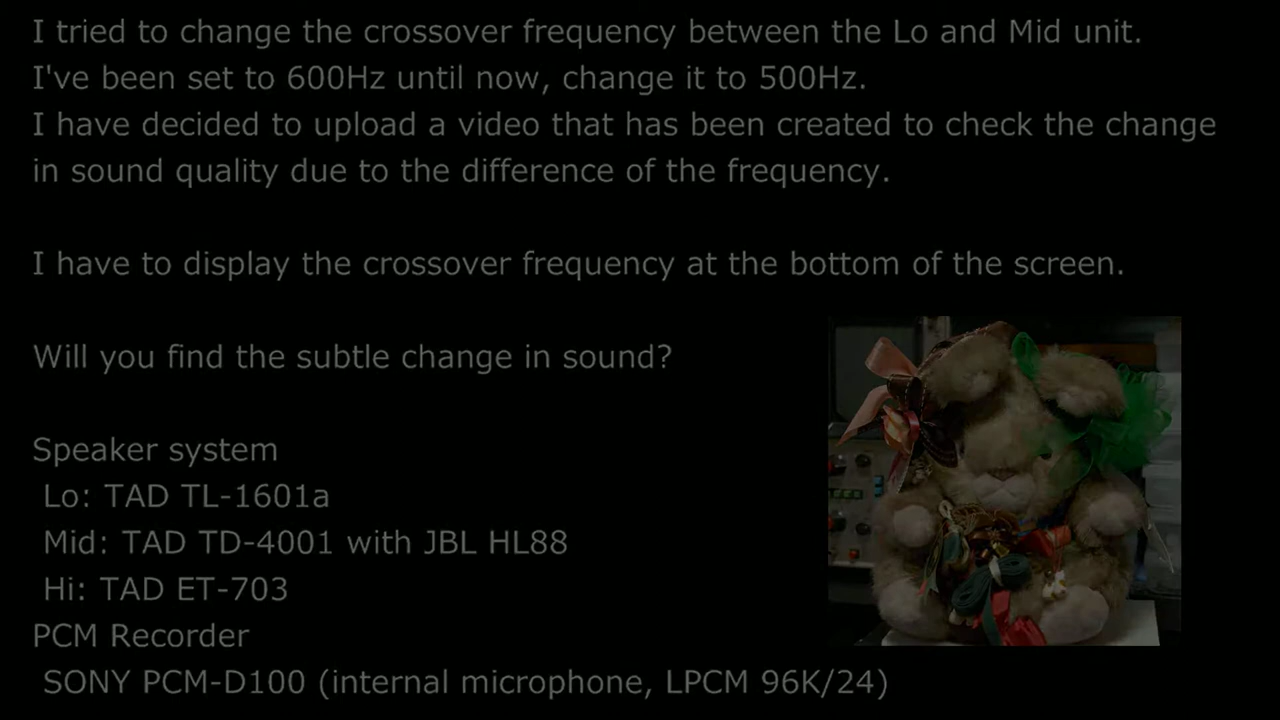 I tried to change the crossover frequency between the Lo and Mid unit.
I've been set to 600Hz until now, change it to 500Hz.
I have decided to upload a video that has been created to check the change
in sound quality due to the difference of the frequency.
I have to display the crossover frequency at the bottom of the screen.
Will you find the subtle change in sound?
Speaker system
Lo: TAD TL-1601a
Mid: TAD TD-4001 with JBL HL88
Hi: TAD ET-703
PCM Recorder
SONY PCM-D100 (internal microphone, LPCM 96K/24)